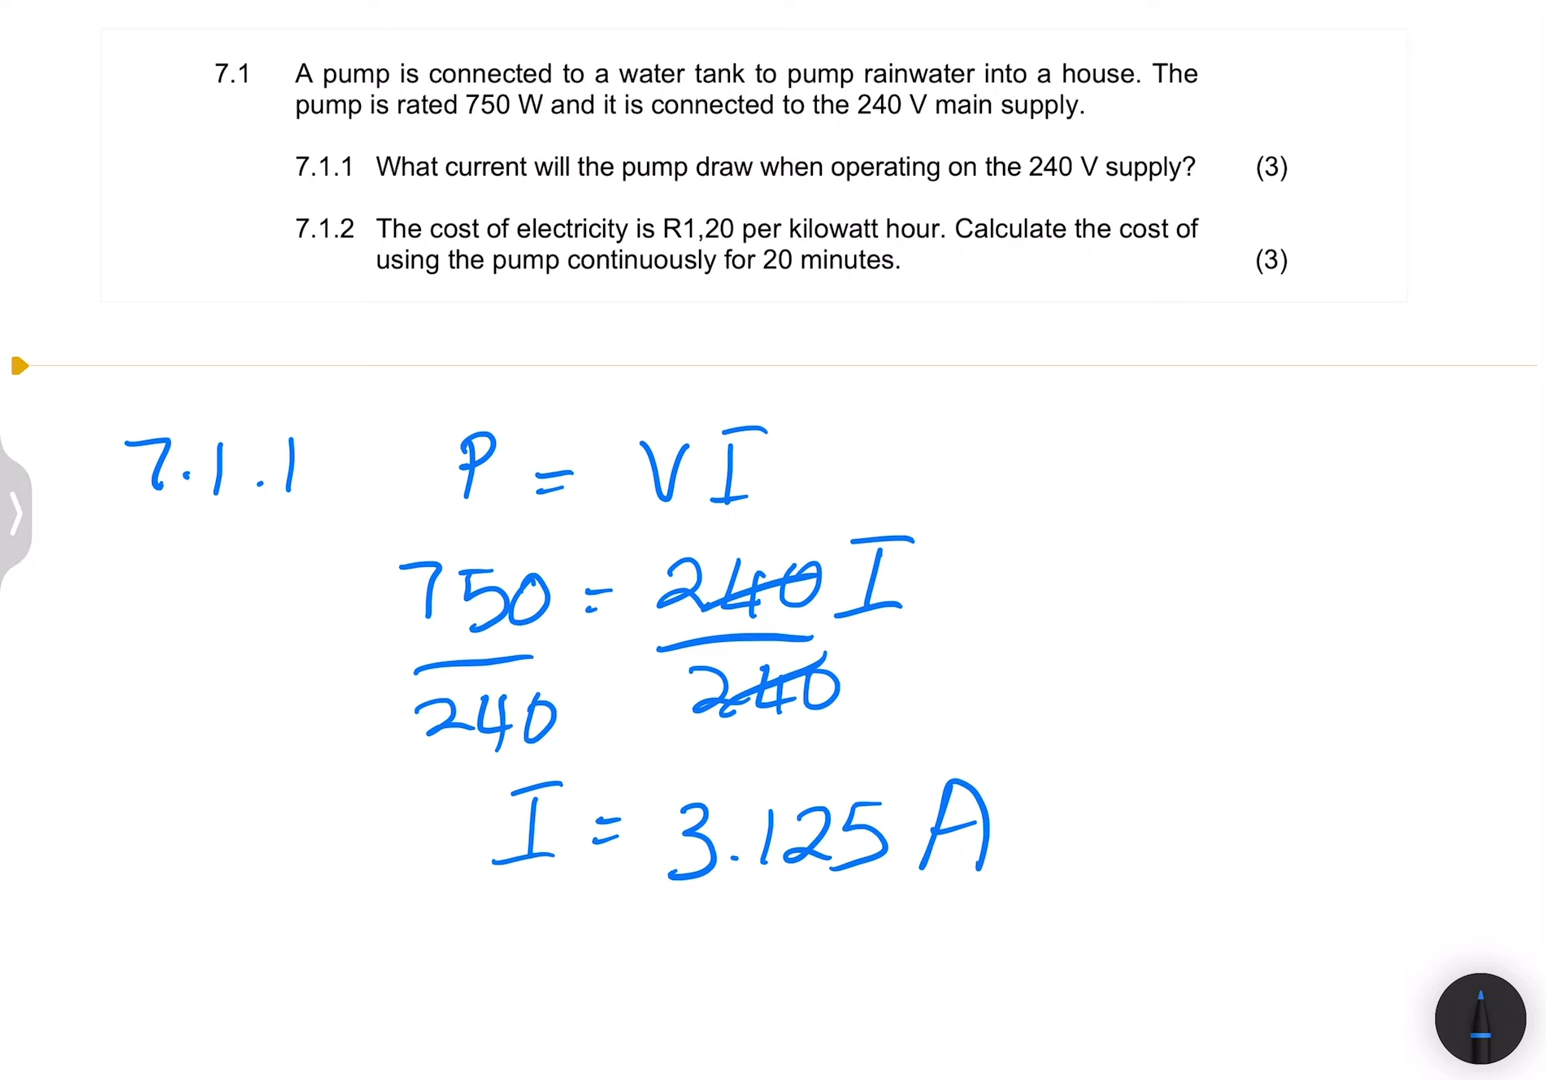 7.1 A pump is connected to a water tank to pump rainwater into a house. The
pump is rated 750 W and it is connected to the 240 V main supply.
7.1.1 What current will the pump draw when operating on the 240 V supply? (3)
7.1.2 The cost of electricity is R1,20 per kilowatt hour. Calculate the cost of
using the pump continuously for 20 minutes. (3)
7.1.1 P = VI
750 = 240 I
240 240
I = 3.125 A